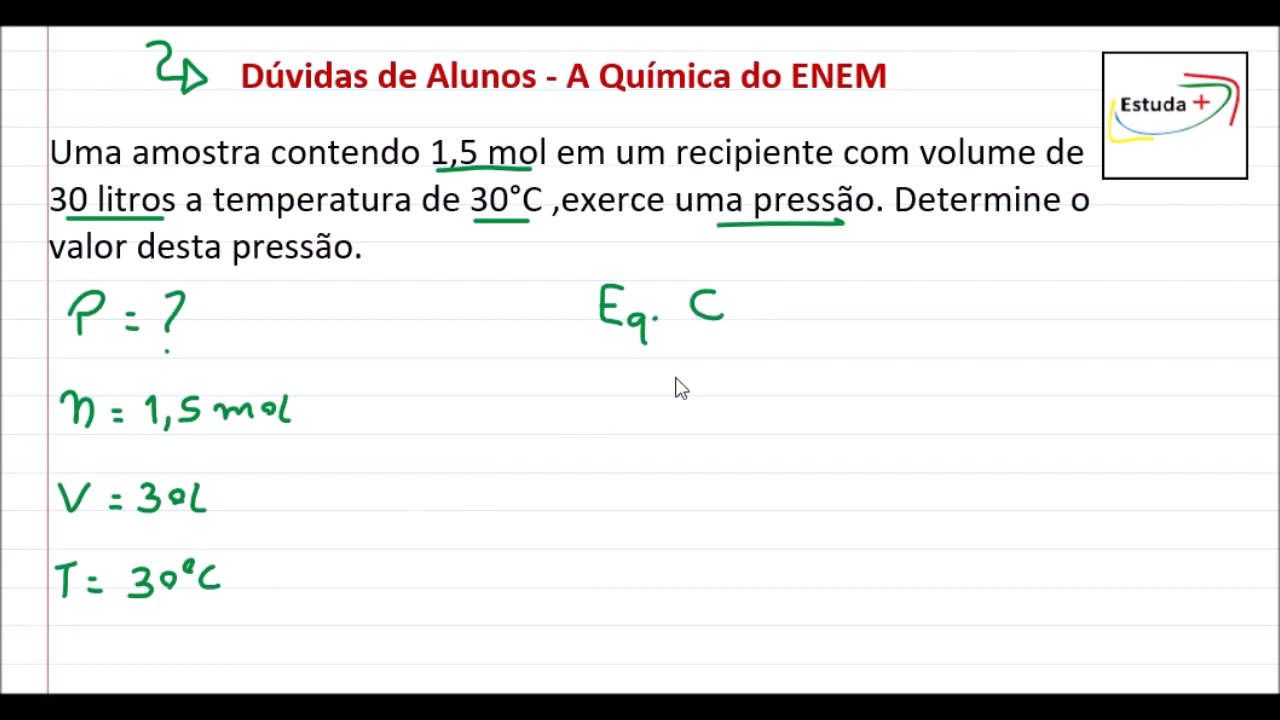 Dúvidas de Alunos - A Química do ENEM
Estuda +
Uma amostra contendo 1,5 mol em um recipiente com volume de
30 litros a temperatura de 30°C ,exerce uma pressão. Determine o
valor desta pressão.
P = ?
Eq. C
n = 1,5 mol
V = 30L
T = 30°C